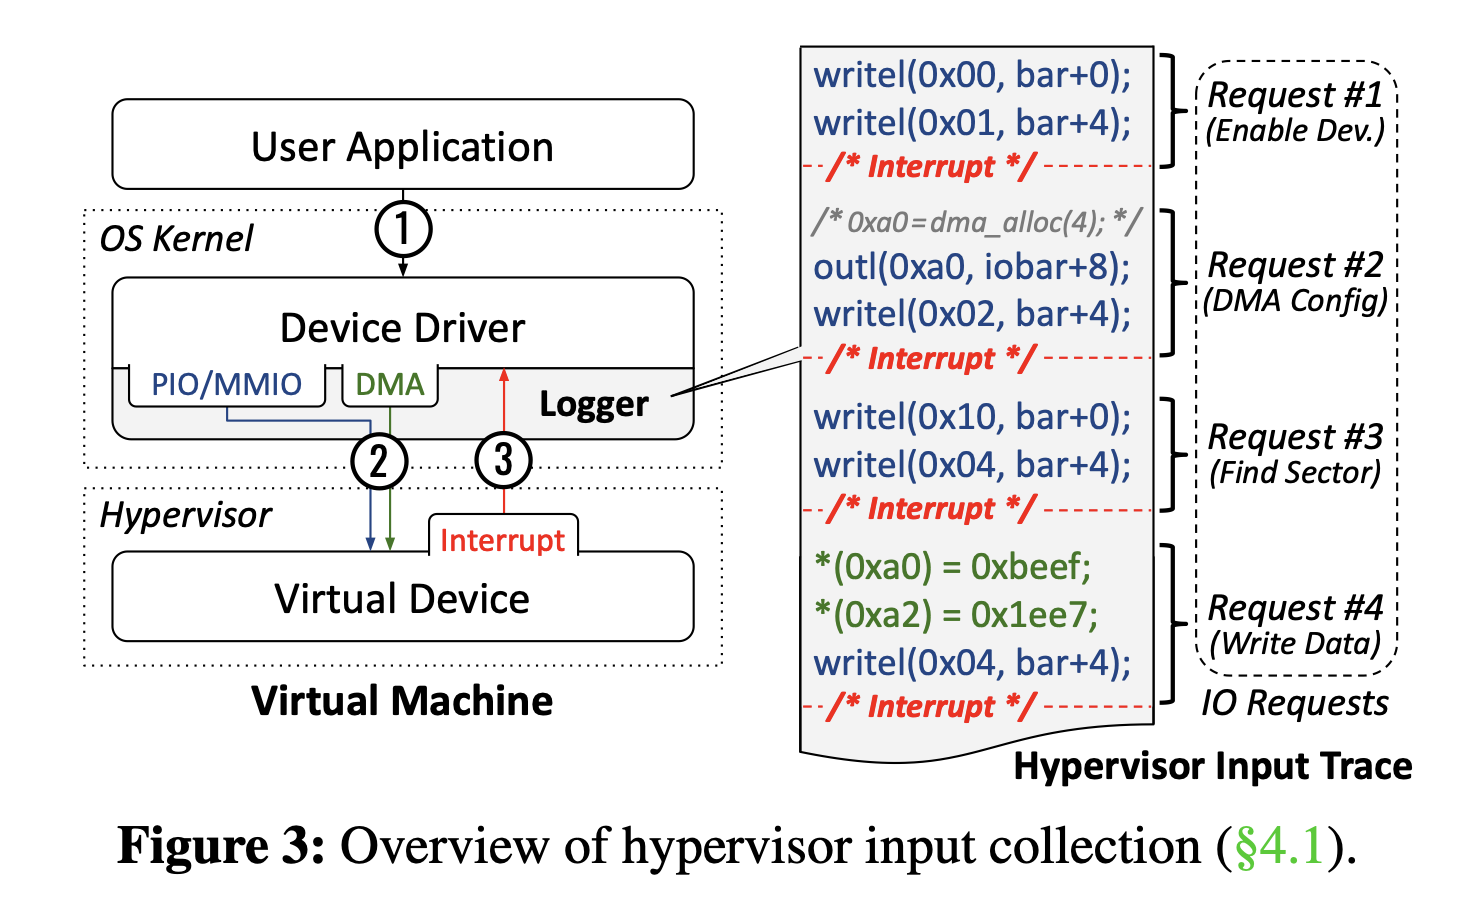 User Application
1
OS Kernel
Device Driver
PIO/MMIO
DMA
Logger
2
3
Hypervisor
Interrupt
Virtual Device
Virtual Machine
writel(0x00, bar+0);
writel(0x01, bar+4);
/* Interrupt */
/* 0xa0=dma_alloc(4); */
outl(0xa0, iobar+8);
writel(0x02, bar+4);
/* Interrupt */
writel(0x10, bar+0);
writel(0x04, bar+4);
/* Interrupt */
*(0xa0) = 0xbeef;
*(0xa2) = 0x1ee7;
writel(0x04, bar+4);
/* Interrupt */
Request #1
(Enable Dev.)
Request #2
(DMA Config)
Request #3
(Find Sector)
Request #4
(Write Data)
IO Requests
Hypervisor Input Trace
Figure 3: Overview of hypervisor input collection (§4.1).